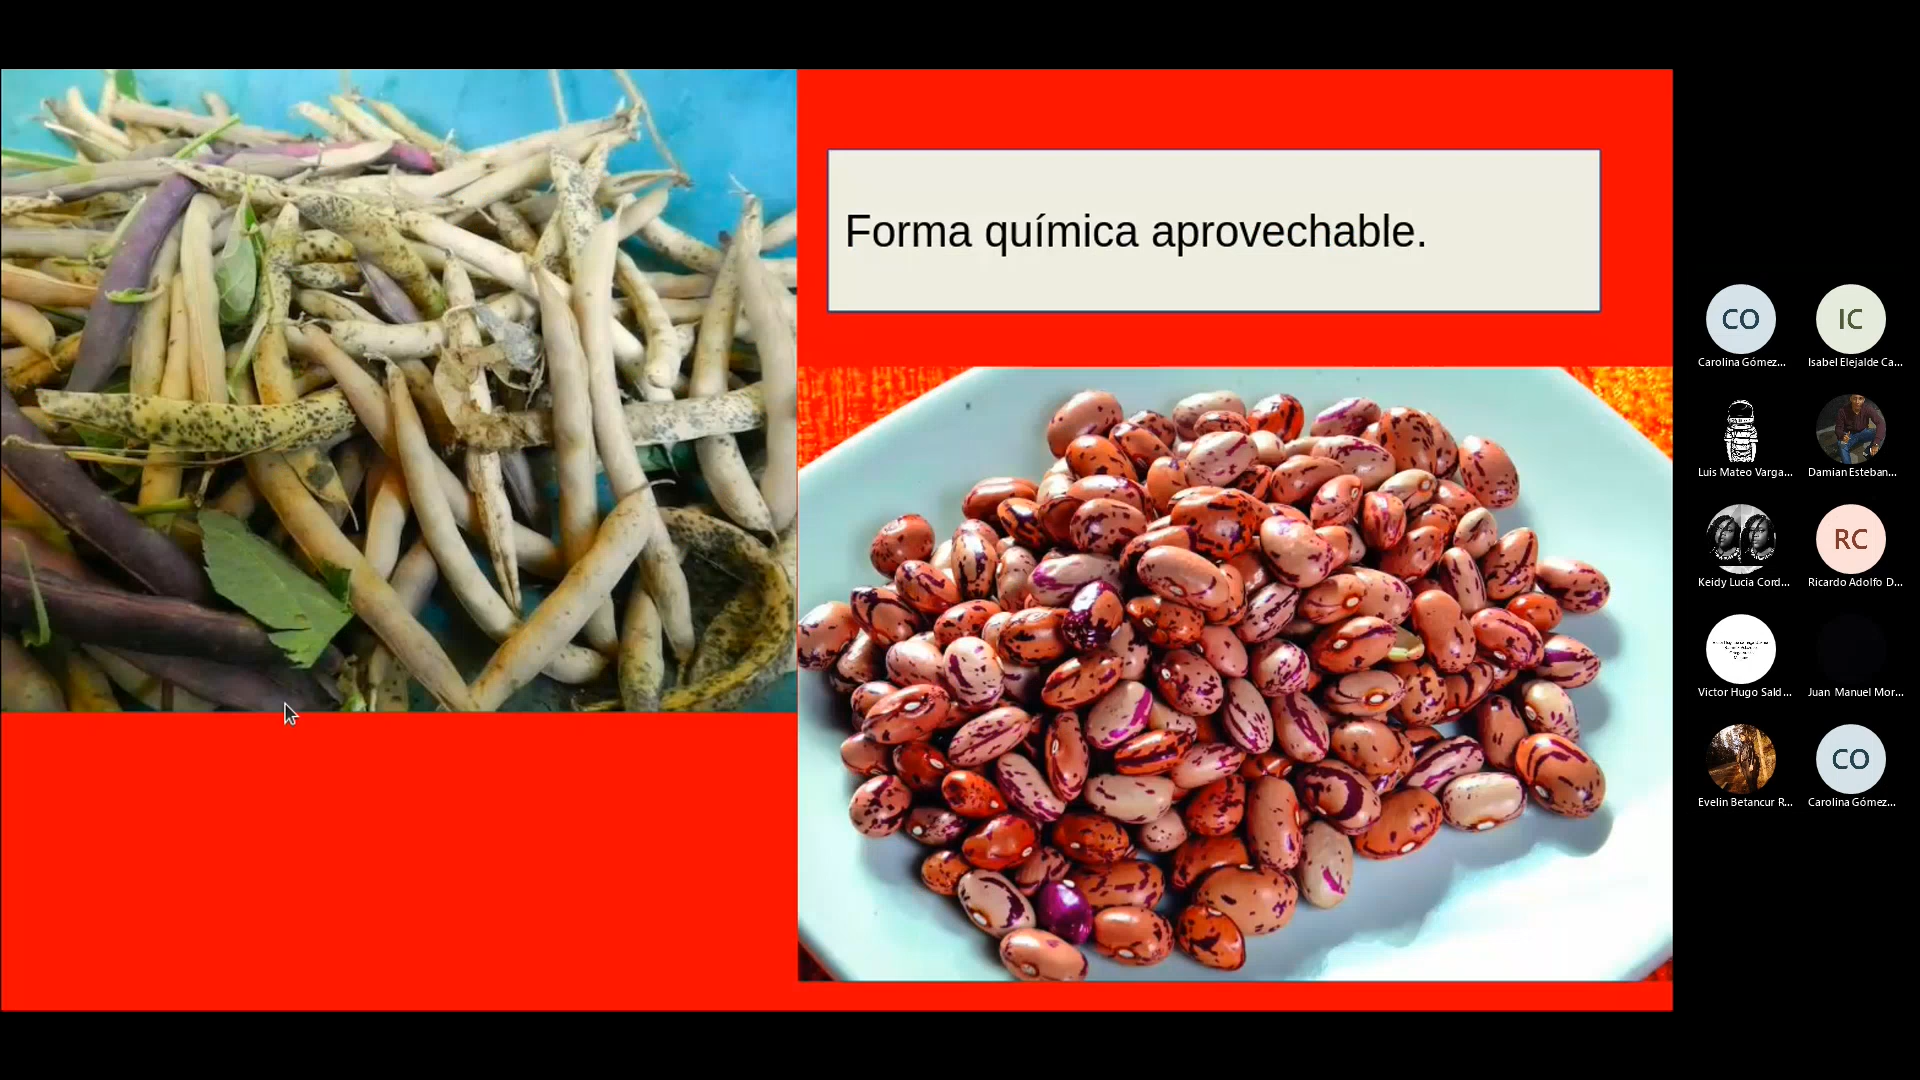 Forma química aprovechable.
CO
Carolina Gómez...
IC
Isabel Elejalde Ca...
Luis Mateo Varga...
Damian Esteban...
Keidy Lucia Cord...
RC
Ricardo Adolfo D...
Victor Hugo Sald...
Juan Manuel Mor...
Evelin Betancur R...
CO
Carolina Gómez...